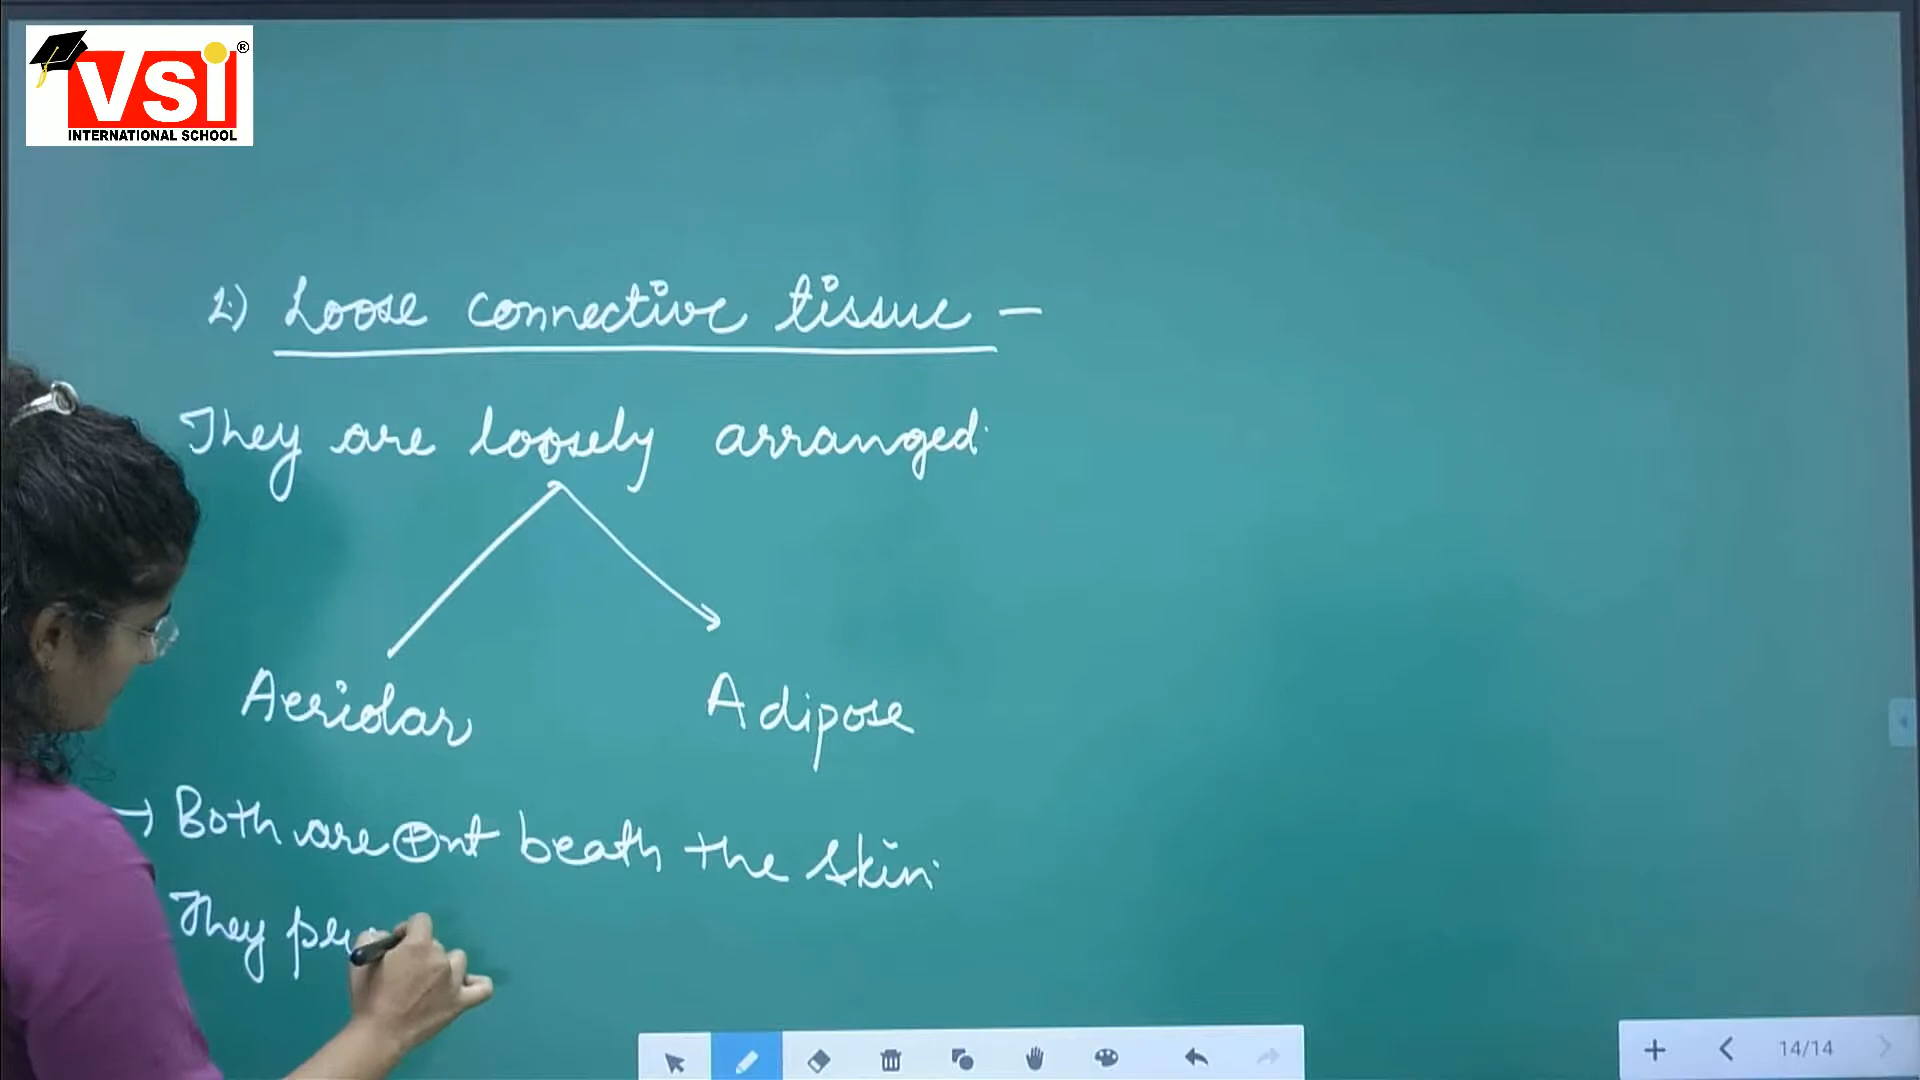 VSI®
INTERNATIONAL SCHOOL
2.) Loose connective tissue –
They are loosely arranged.
Aeriolar
Adipose
→ Both are ⊕nt beath the skin.
They
14/14